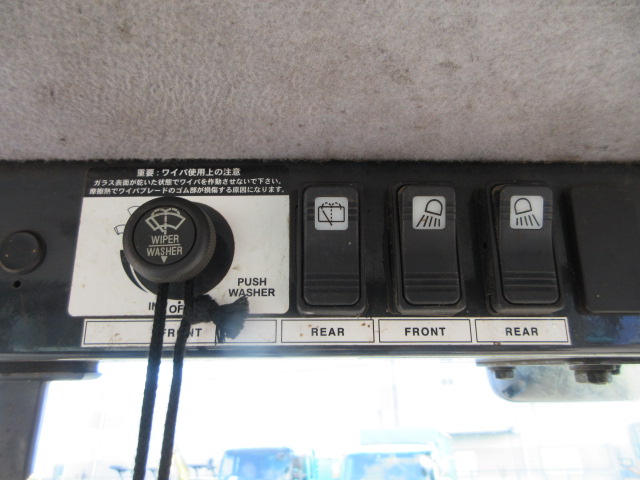 重要:ワイパ使用上の注意
ガラス表面が乾いた状態でワイパを作動させないで下さい。
摩擦熱でワイパブレードのゴム部が損傷する原因になります。
WIPER
WASHER
PUSH
WASHER
OFF
FRONT
REAR
FRONT
REAR